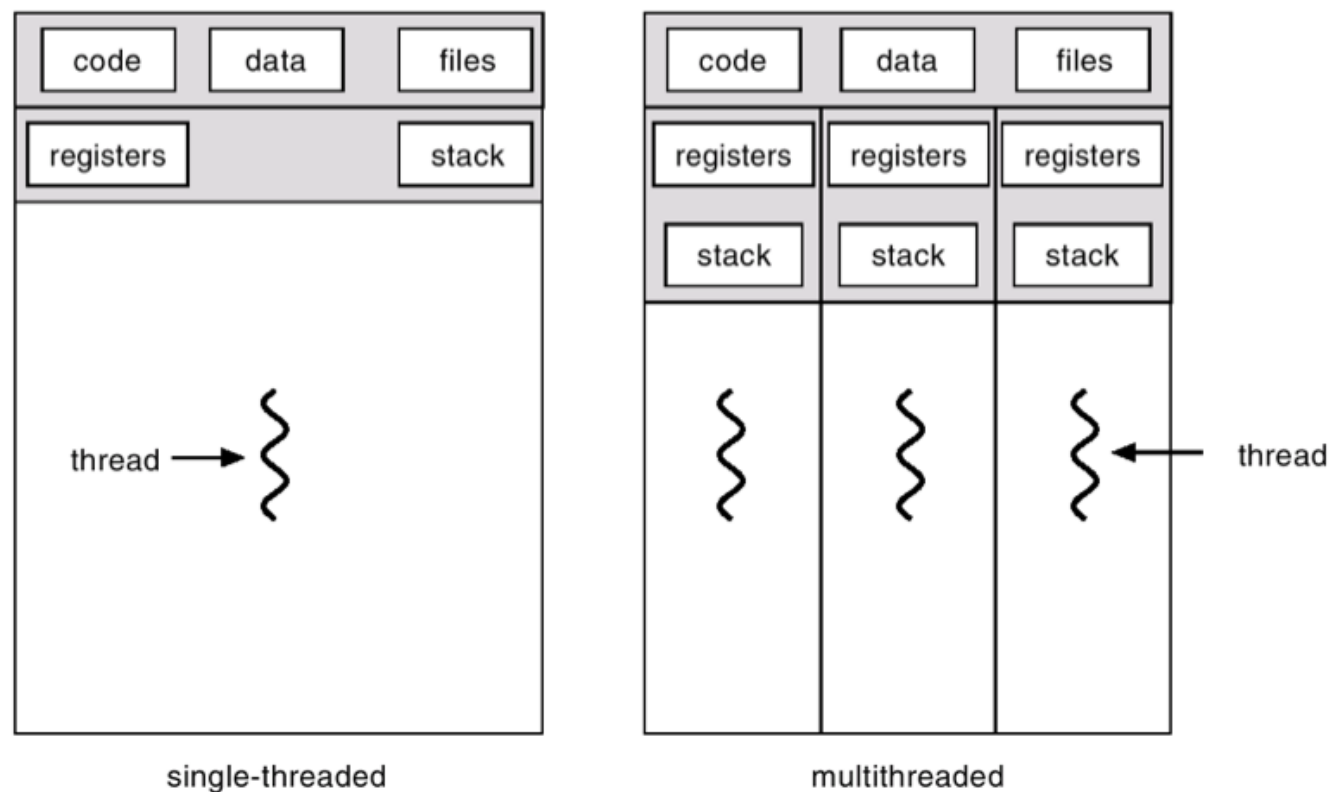 code data files code data files
registers stack registers registers registers
stack stack stack
thread thread
single-threaded multithreaded